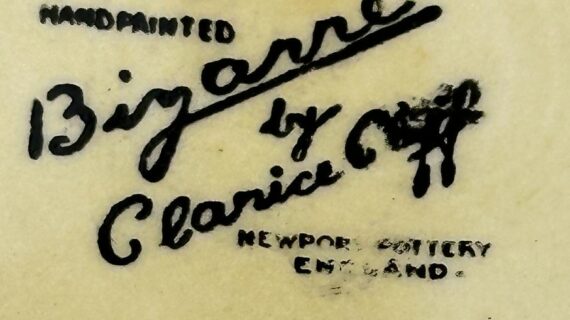 HANDPAINTED
Bizarre
by
Clarice Cliff
NEWPORT POTTERY
ENGLAND.